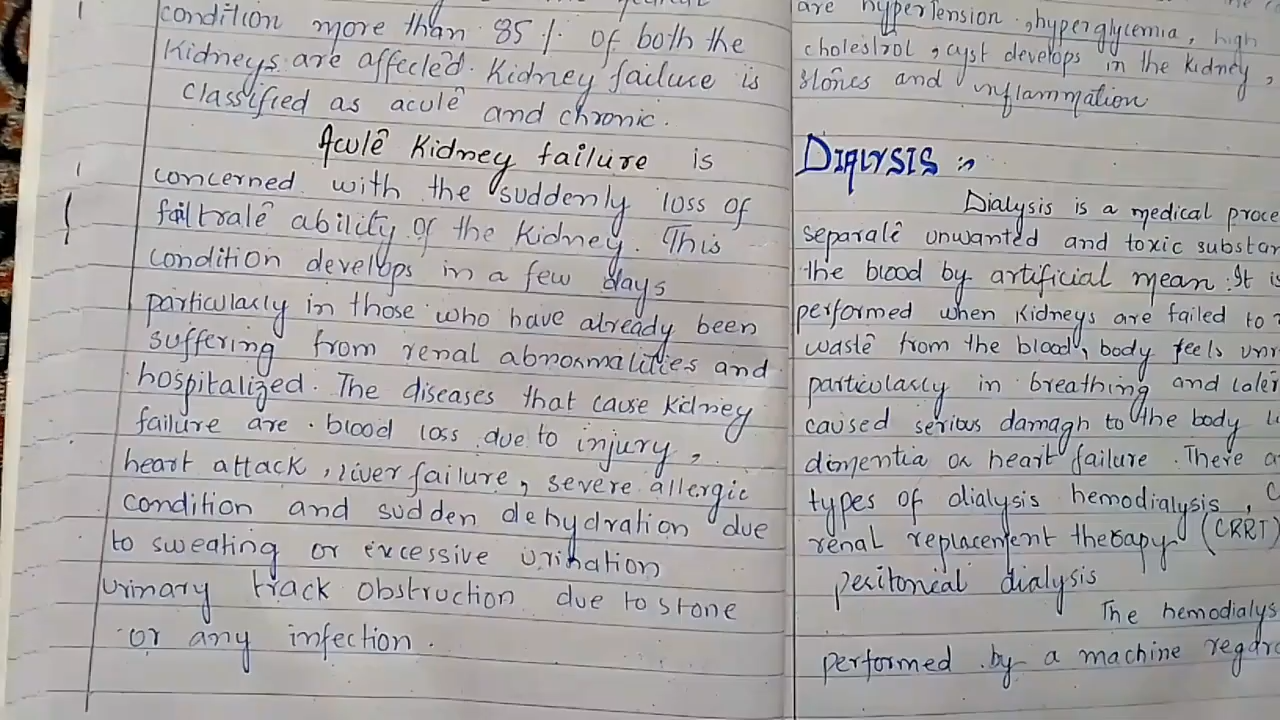 condition more than 85 % of both the
Kidneys are affected. Kidney failure is
classified as acute and chronic.
Acute Kidney failure is
concerned with the suddenly loss of
failtrate ability of the Kidney. This
condition develops in a few days
particularly in those who have already been
suffering from renal abnormalities and
hospitalized. The diseases that cause Kidney
failure are . blood loss due to injury,
heart attack, liver failure, severe allergic
condition and sudden dehydration due
to sweating or excessive urination
urinary track obstruction due to stone
or any infection.
are hypertension, hyperglycemia, high
cholestrol, cyst develops in the kidney,
stones and inflammation
DIALYSIS :~
Dialysis is a medical proce
separate unwanted and toxic substan
the blood by artificial mean. It is
performed when Kidneys are failed to
waste from the blood, body feels unr
particularly in breathing and later
caused serious damagh to the body
dimentia or heart failure. There a
types of dialysis hemodialysis, C
renal replacement therapy (CRRT)
peritoneal dialysis
The hemodialys
performed by a machine regard